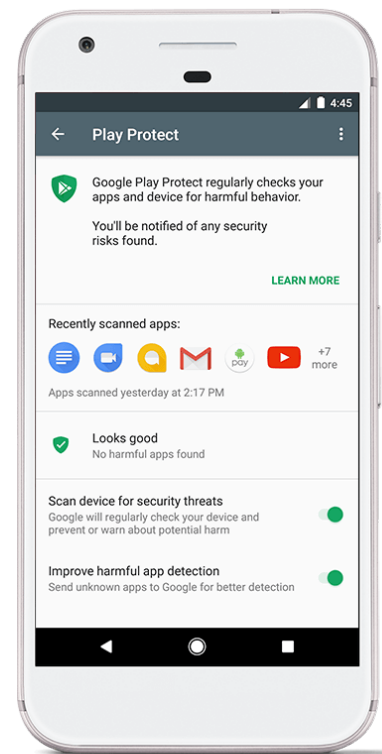 4:45
Play Protect
Google Play Protect regularly checks your
apps and device for harmful behavior.
You'll be notified of any security
risks found.
LEARN MORE
Recently scanned apps:
pay
+7
more
Apps scanned yesterday at 2:17 PM
Looks good
No harmful apps found
Scan device for security threats
Google will regularly check your device and
prevent or warn about potential harm
Improve harmful app detection
Send unknown apps to Google for better detection